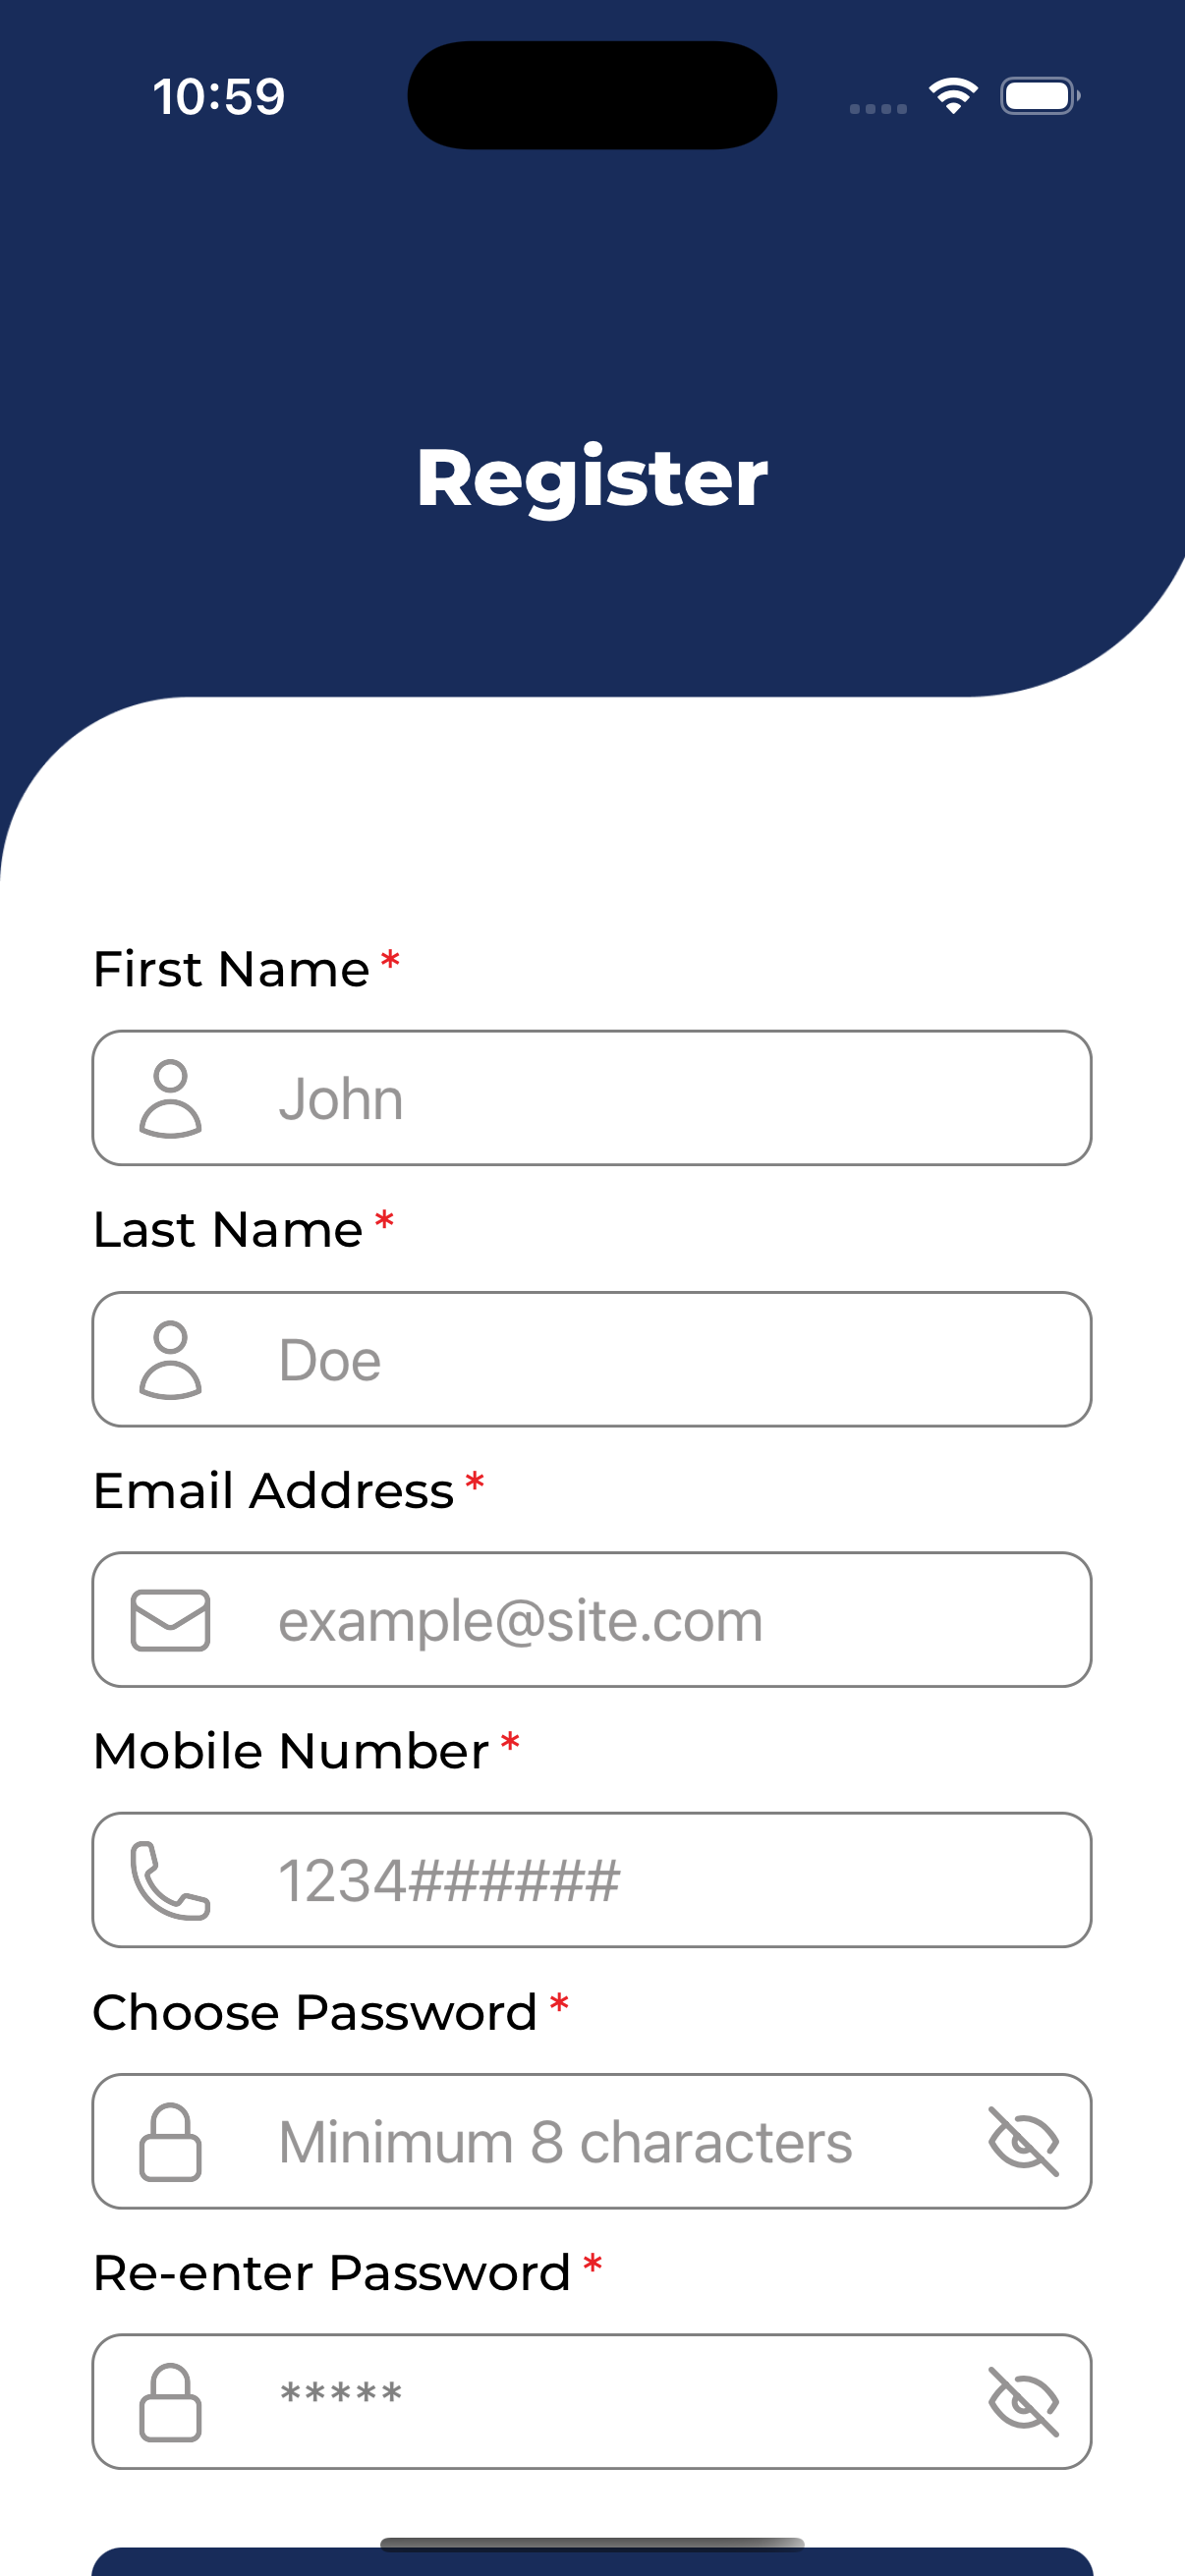 10:59
Register
First Name *
John
Last Name *
Doe
Email Address *
example@site.com
Mobile Number *
1234######
Choose Password *
Minimum 8 characters
Re-enter Password *
*****